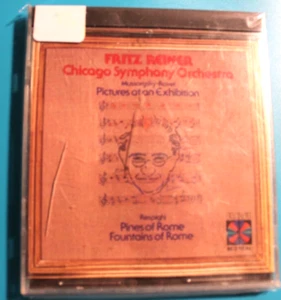 FRITZ REINER
Chicago Symphony Orchestra
Mussorgsky-Ravel
Pictures at an Exhibition
Respighi
Pines of Rome
Fountains of Rome